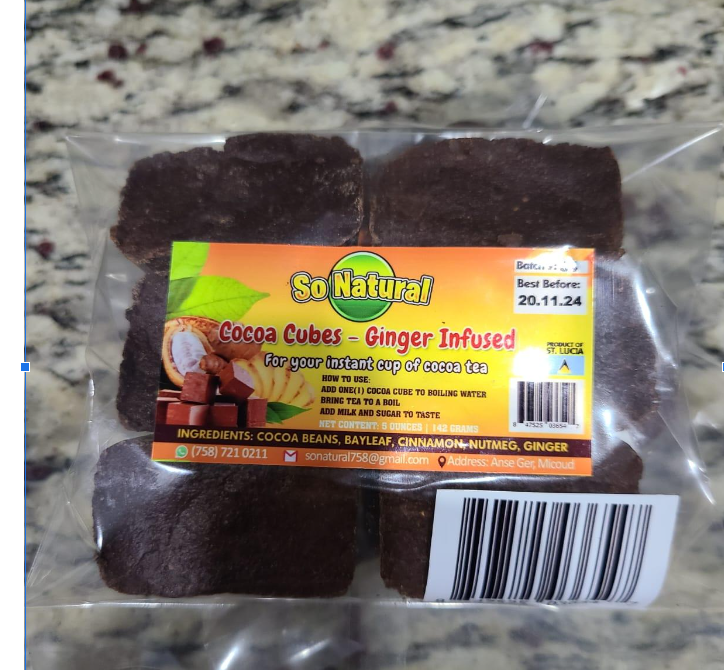 So Natural
Batch
Best Before:
20.11.24
Cocoa Cubes – Ginger Infused
For your instant cup of cocoa tea
PRODUCT OF
ST. LUCIA
HOW TO USE:
ADD ONE(1) COCOA CUBE TO BOILING WATER
BRING TEA TO A BOIL
ADD MILK AND SUGAR TO TASTE
NET CONTENT: 5 OUNCES | 142 GRAMS
INGREDIENTS: COCOA BEANS, BAYLEAF, CINNAMON, NUTMEG, GINGER
(758) 721 0211 sonatural758@gmail.com Address: Anse Ger, Micoud